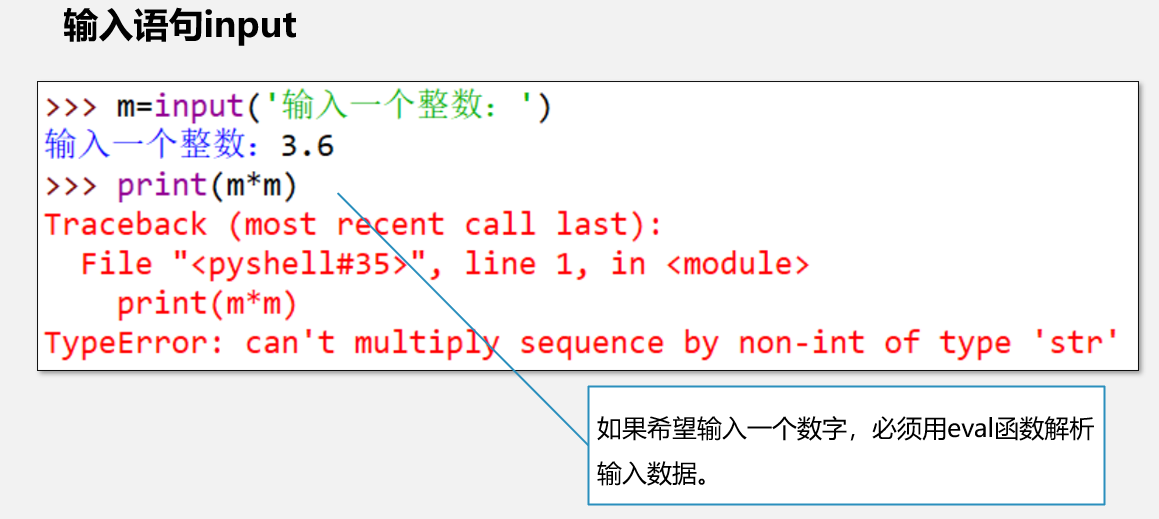 输入语句input
>>> m=input('输入一个整数：')
输入一个整数：3.6
>>> print(m*m)
Traceback (most recent call last):
  File "<pyshell#35>", line 1, in <module>
    print(m*m)
TypeError: can't multiply sequence by non-int of type 'str'
如果希望输入一个数字，必须用eval函数解析
输入数据。